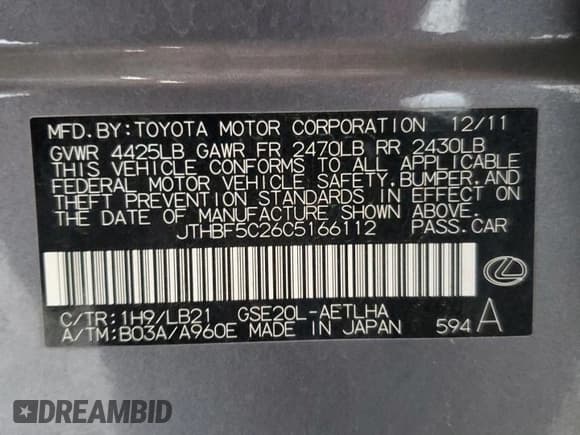 MFD.BY:TOYOTA MOTOR CORPORATION 12/11
GVWR 4425LB GAWR FR 2470LB RR 2430LB
THIS VEHICLE CONFORMS TO ALL APPLICABLE
FEDERAL MOTOR VEHICLE SAFETY,BUMPER,AND
THEFT PREVENTION STANDARDS IN EFFECT ON
THE DATE OF MANUFACTURE SHOWN ABOVE.
JTHBF5C26C5166112 PASS.CAR
C/TR:1H9/LB21 GSE20L-AETLHA
A/TM:B03A/A960E MADE IN JAPAN 594 A
DREAMBID